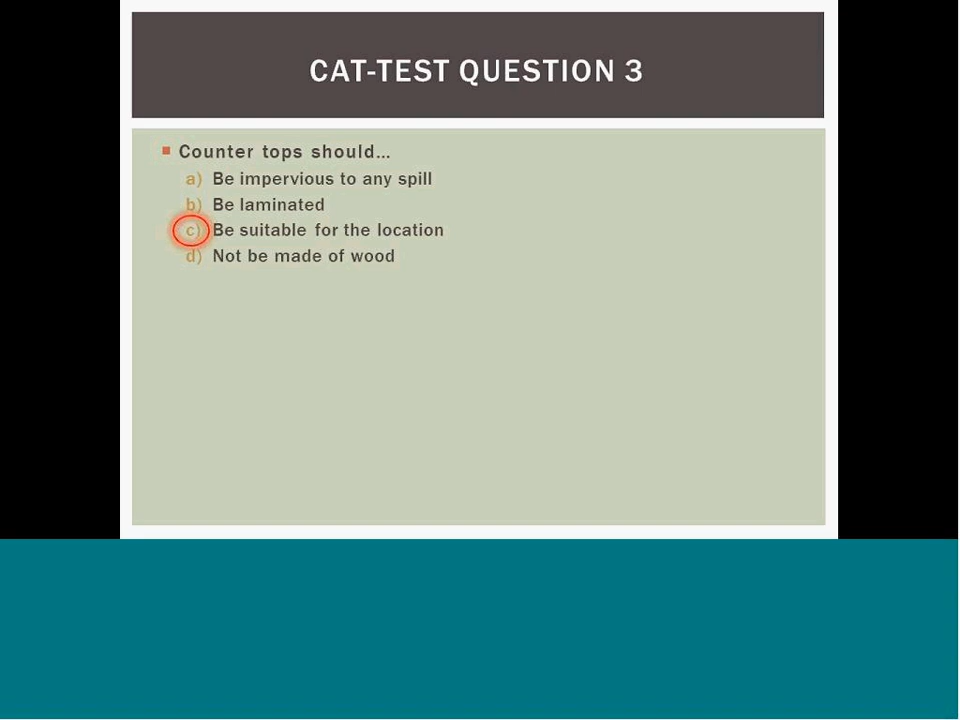 CAT-TEST QUESTION 3
Counter tops should...
a) Be impervious to any spill
b) Be laminated
c) Be suitable for the location
d) Not be made of wood